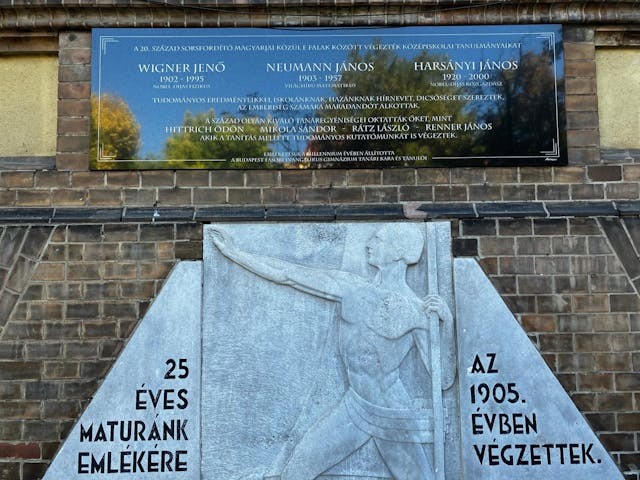 A 20. SZÁZAD SORSFORDÍTÓ MAGYARJAI KÖZÜL E FALAK KÖZÖTT VÉGEZTÉK KÖZÉPISKOLAI TANULMÁNYAIKAT
WIGNER JENŐ NEUMANN JÁNOS HARSÁNYI JÁNOS
1902 - 1995 1903 - 1957 1920 - 2000
NOBEL-DÍJAS FIZIKUS VILÁGHÍRŰ MATEMATIKUS NOBEL-DÍJAS KÖZGAZDÁSZ
TUDOMÁNYOS EREDMÉNYEIKKEL ISKOLÁNKNAK, HAZÁNKNAK HÍRNEVET, DICSŐSÉGET SZEREZTEK,
AZ EMBERISÉG SZÁMÁRA MARADANDÓT ALKOTTAK.
A SZÁZAD OLYAN KIVÁLÓ TANÁREGYÉNISÉGEI OKTATTÁK ŐKET, MINT
HITTRICH ÖDÖN - MIKOLA SÁNDOR - RÁTZ LÁSZLÓ - RENNER JÁNOS
AKIK A TANÍTÁS MELLETT TUDOMÁNYOS KUTATÓMUNKÁT IS VÉGEZTEK.
EMLÉKEZETÜKRE A MILLENNIUM ÉVÉBEN ÁLLÍTOTTA
A BUDAPEST-FASORI EVANGÉLIKUS GIMNÁZIUM TANÁRI KARA ÉS TANULÓI
25
ÉVES
MATURÁNK
EMLÉKÉRE
AZ
1905.
ÉVBEN
VÉGZETTEK.